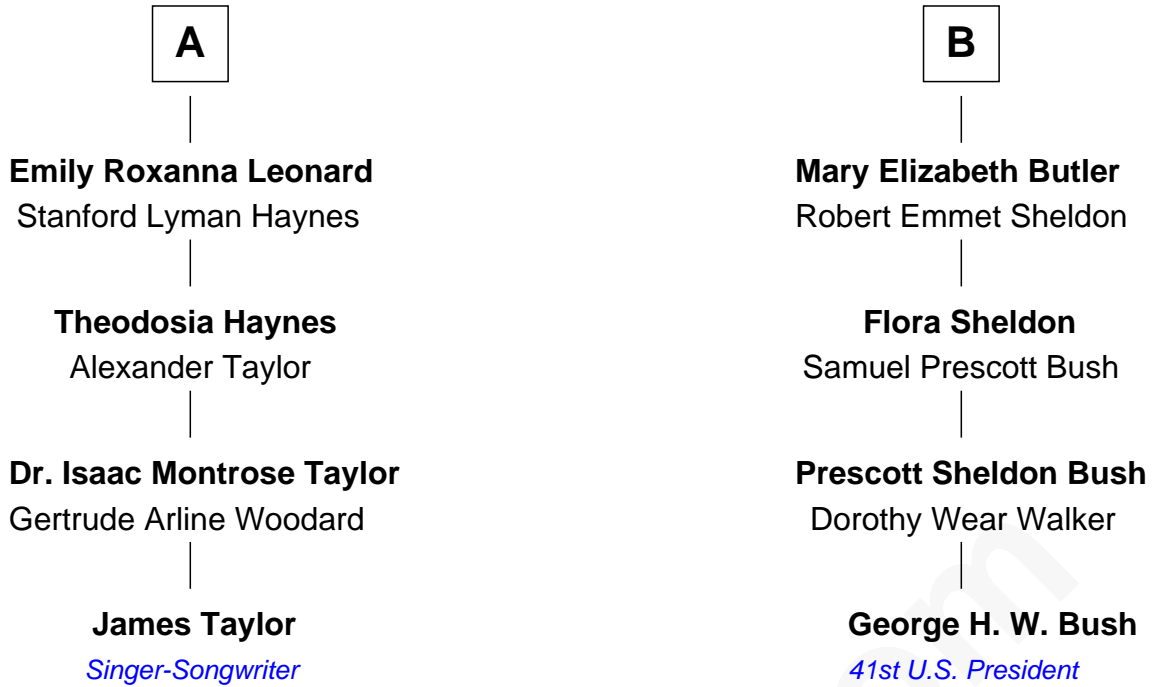 A
Emily Roxanna Leonard
Stanford Lyman Haynes
Theodosia Haynes
Alexander Taylor
Dr. Isaac Montrose Taylor
Gertrude Arline Woodard
James Taylor
Singer-Songwriter
B
Mary Elizabeth Butler
Robert Emmet Sheldon
Flora Sheldon
Samuel Prescott Bush
Prescott Sheldon Bush
Dorothy Wear Walker
George H. W. Bush
41st U.S. President